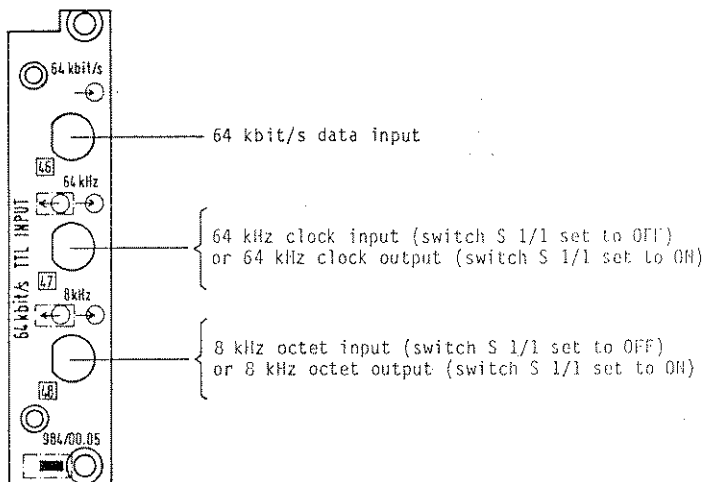 64 kbit/s
64 kbit/s data input
46
64 kHz
64 kHz clock input (switch S 1/1 set to OFF)
or 64 kHz clock output (switch S 1/1 set to ON)
47
8kHz
8 kHz octet input (switch S 1/1 set to OFF)
or 8 kHz octet output (switch S 1/1 set to ON)
48
64 kbit/s TTL INPUT
984/00.05